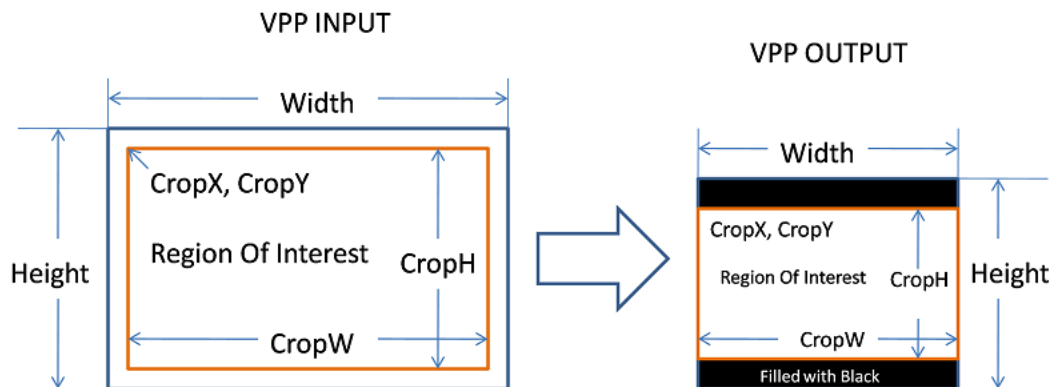 VPP INPUT
Width
CropX, CropY
Region Of Interest
Height
CropH
CropW
VPP OUTPUT
Width
CropX, CropY
Region Of Interest
CropH
Height
CropW
Filled with Black